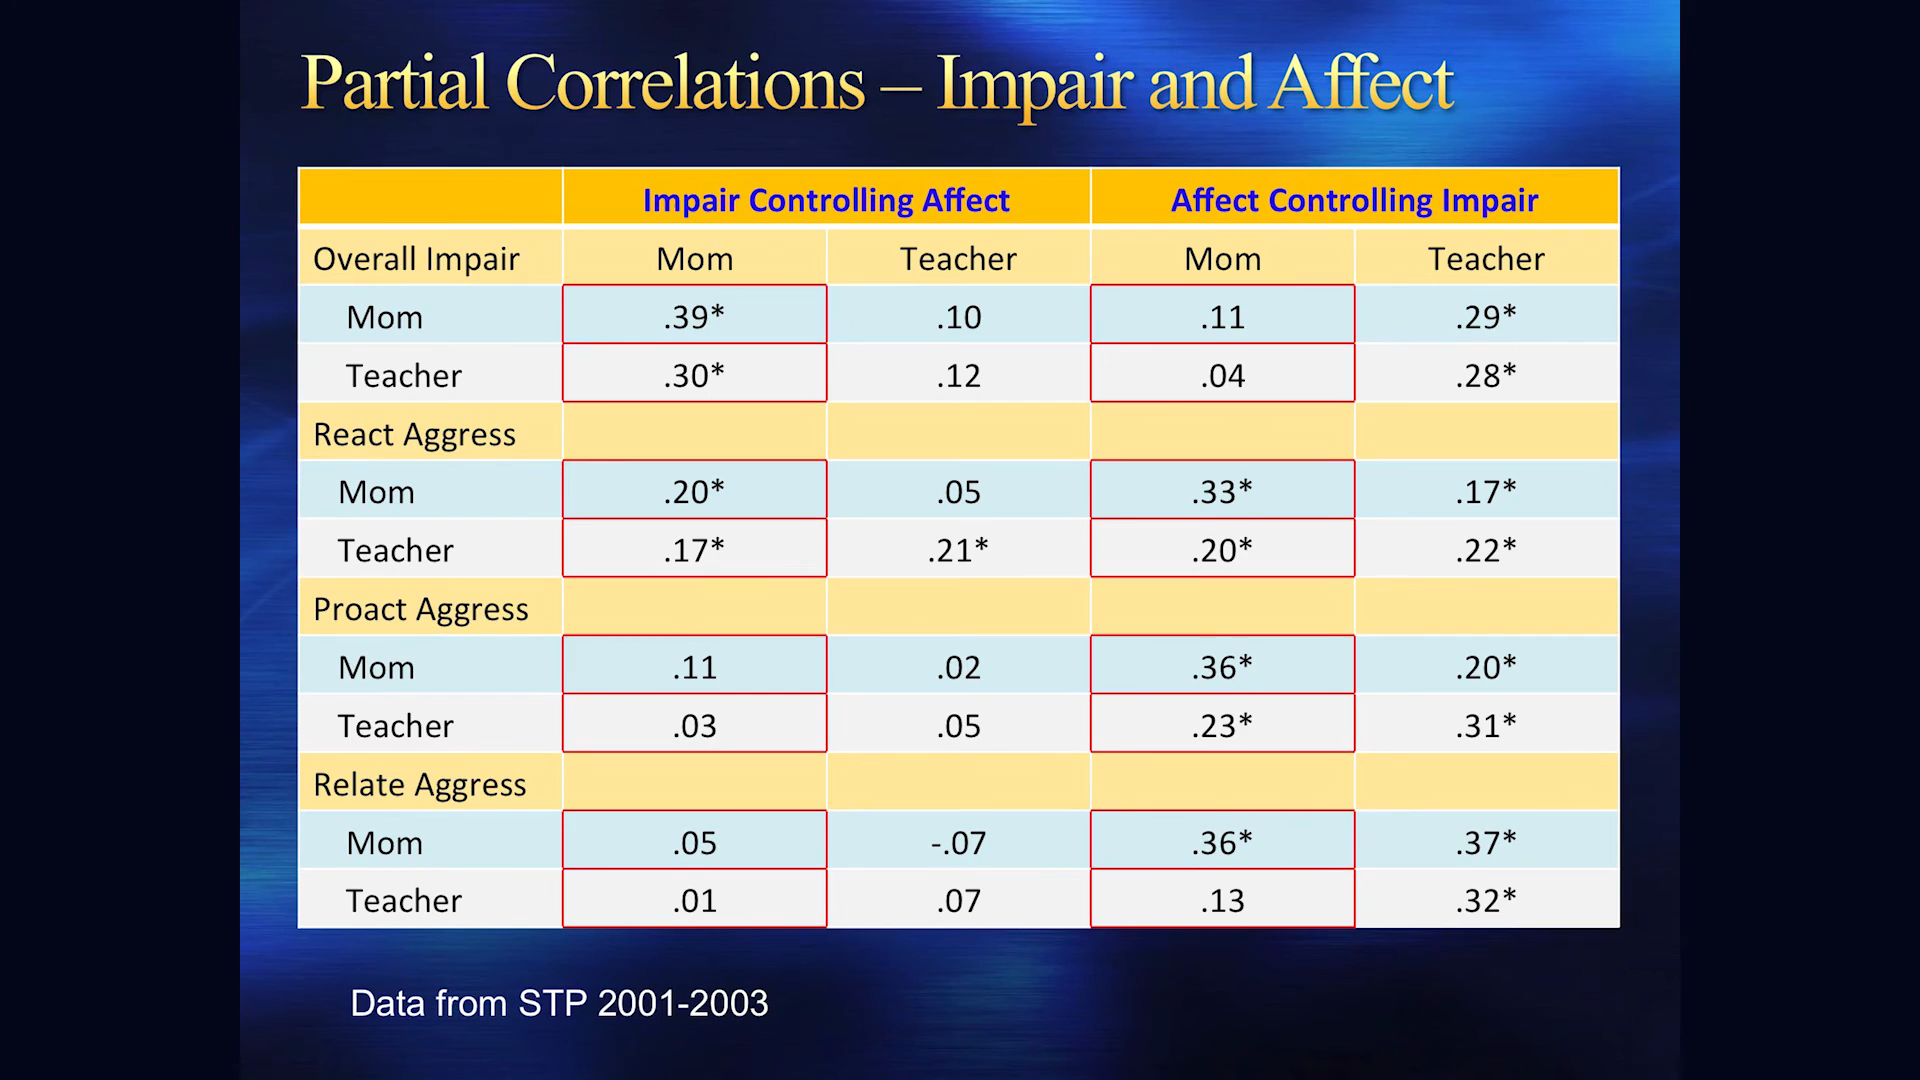 Partial Correlations – Impair and Affect
Impair Controlling Affect Affect Controlling Impair
Overall Impair Mom Teacher Mom Teacher
Mom .39* .10 .11 .29*
Teacher .30* .12 .04 .28*
React Aggress
Mom .20* .05 .33* .17*
Teacher .17* .21* .20* .22*
Proact Aggress
Mom .11 .02 .36* .20*
Teacher .03 .05 .23* .31*
Relate Aggress
Mom .05 -.07 .36* .37*
Teacher .01 .07 .13 .32*
Data from STP 2001-2003